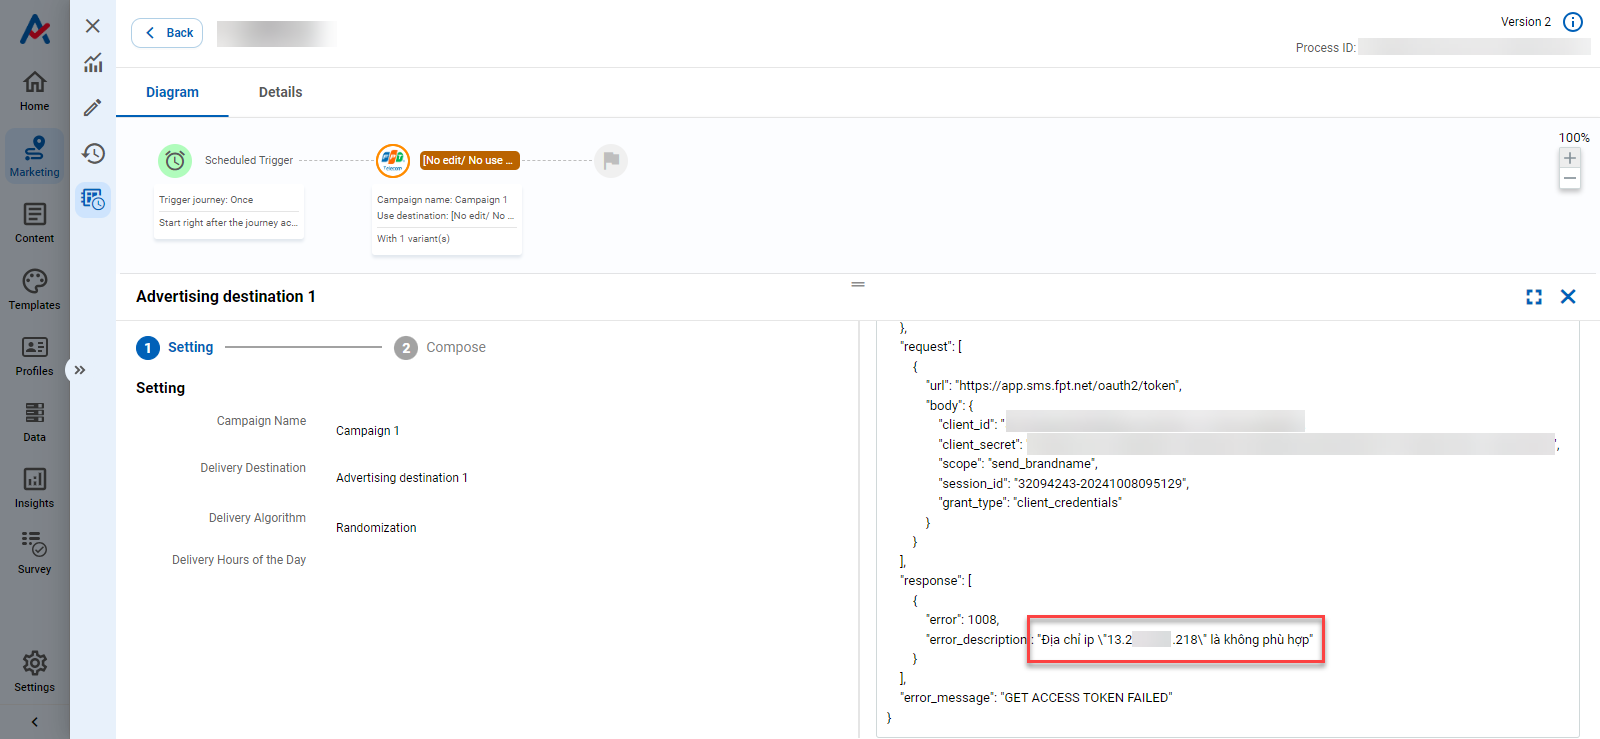 Back
Version 2
Process ID:
Home
Marketing
Content
Templates
Profiles
Data
Insights
Survey
Settings
Diagram
Details
100%
Scheduled Trigger
FPT
Telecom
[No edit/ No use ...
Trigger journey: Once
Start right after the journey ac...
Campaign name: Campaign 1
Use destination: [No edit/ No ...
With 1 variant(s)
Advertising destination 1
1 Setting
2 Compose
Setting
Campaign Name
Campaign 1
Delivery Destination
Advertising destination 1
Delivery Algorithm
Randomization
Delivery Hours of the Day
},
"request": [
{
"url": "https://app.sms.fpt.net/oauth2/token",
"body": {
"client_id": "
"client_secret": ",
"scope": "send_brandname",
"session_id": "32094243-20241008095129",
"grant_type": "client_credentials"
}
}
],
"response": [
{
"error": 1008,
"error_description": "Địa chỉ ip \"13.2 .218\" là không phù hợp"
}
],
"error_message": "GET ACCESS TOKEN FAILED"
}